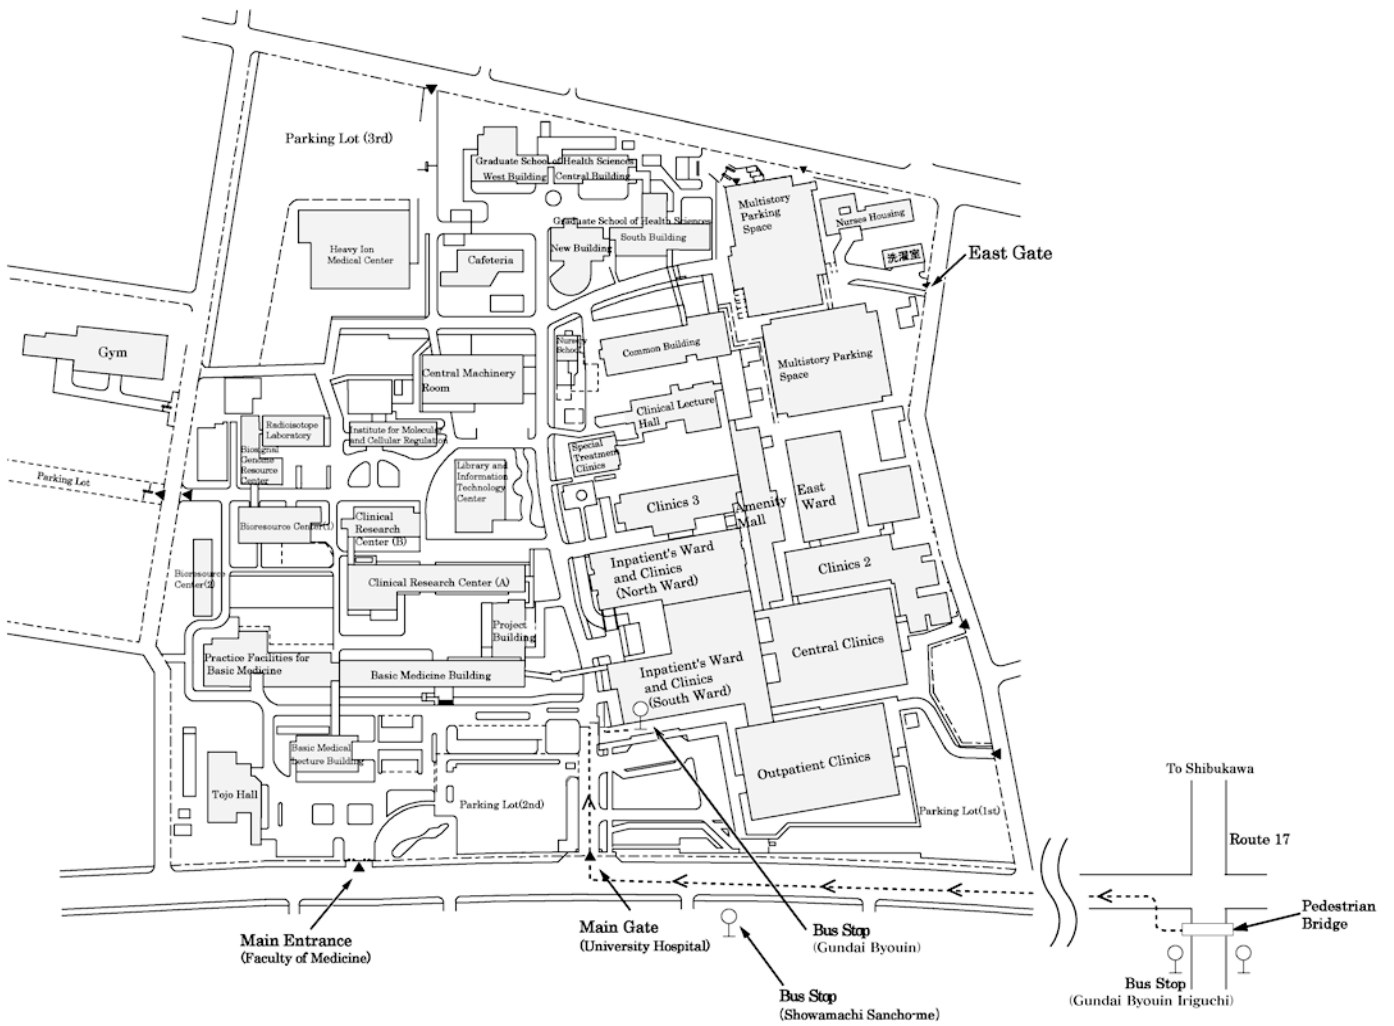 Parking Lot (3rd)
Graduate School of Health Sciences
West Building
Central Building
Multistory
Parking
Space
Nurses Housing
Graduate School of Health Sciences
New Building
South Building
洗濯室
East Gate
Heavy Ion
Medical Center
Cafeteria
Gym
Nursery
School
Common Building
Multistory Parking
Space
Central Machinery
Room
Clinical Lecture
Hall
Radioisotope
Laboratory
Institute for Molecular
and Cellular Regulation
Biosignal
Genome
Resource
Center
Library and
Information
Technology
Center
Special
Treatment
Clinics
Parking Lot
Clinics 3
Amenity
Mall
East
Ward
Bioresource Center(1)
Clinical
Research
Center (B)
Inpatient's Ward
and Clinics
(North Ward)
Clinics 2
Bioresource
Center(2)
Clinical Research Center (A)
Project
Building
Central Clinics
Practice Facilities for
Basic Medicine
Basic Medicine Building
Inpatient's Ward
and Clinics
(South Ward)
Basic Medical
Lecture Building
Outpatient Clinics
Tojo Hall
Parking Lot(2nd)
Parking Lot(1st)
To Shibukawa
Route 17
Main Entrance
(Faculty of Medicine)
Main Gate
(University Hospital)
Bus Stop
(Gundai Byouin)
Pedestrian
Bridge
Bus Stop
(Showamachi Sancho-me)
Bus Stop
(Gundai Byouin Iriguchi)